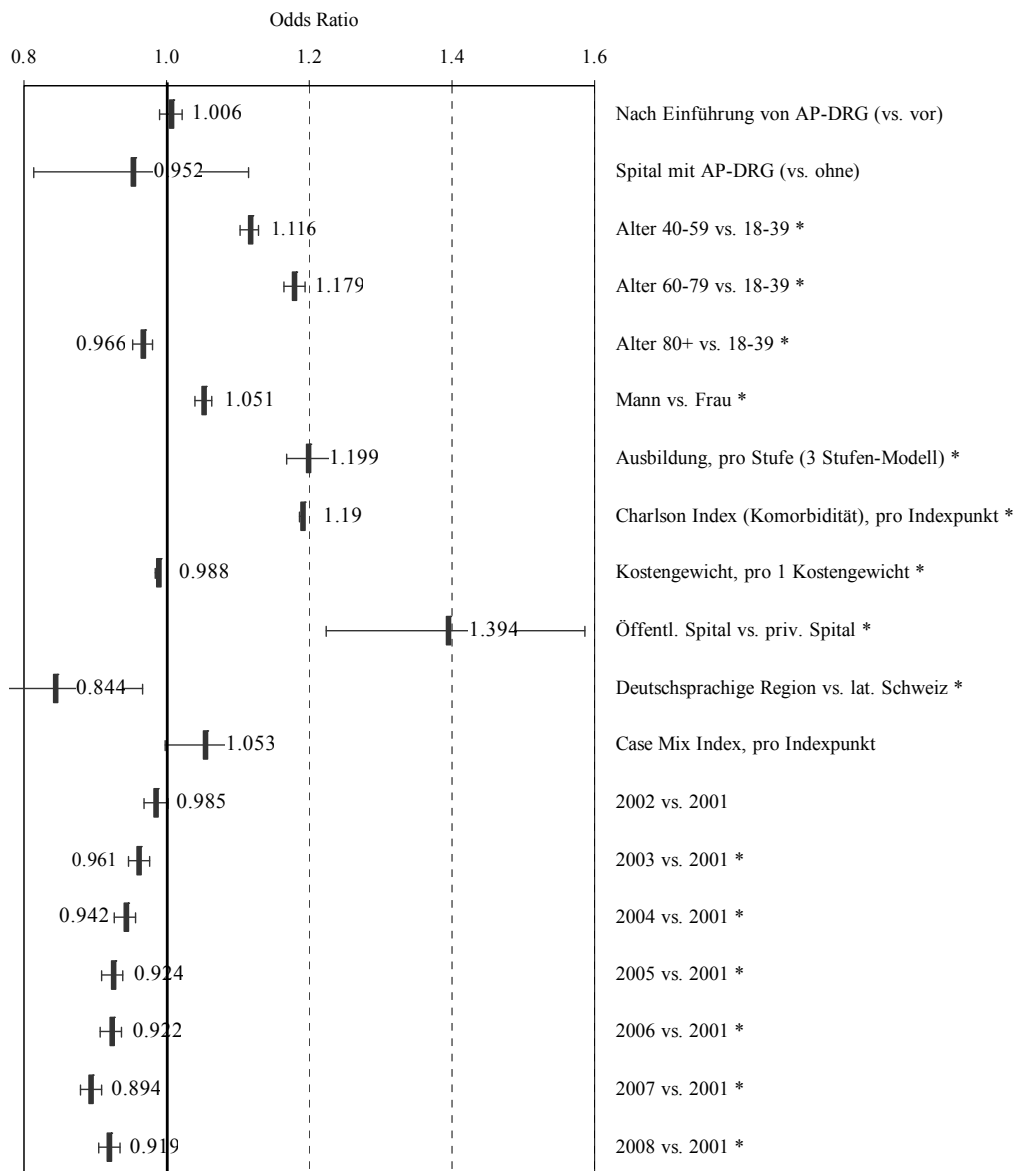 Odds Ratio
0.8 1.0 1.2 1.4 1.6
1.006 Nach Einführung von AP-DRG (vs. vor)
0.952 Spital mit AP-DRG (vs. ohne)
1.116 Alter 40-59 vs. 18-39 *
1.179 Alter 60-79 vs. 18-39 *
0.966 Alter 80+ vs. 18-39 *
1.051 Mann vs. Frau *
1.199 Ausbildung, pro Stufe (3 Stufen-Modell) *
1.19 Charlson Index (Komorbidität), pro Indexpunkt *
0.988 Kostengewicht, pro 1 Kostengewicht *
1.394 Öffentl. Spital vs. priv. Spital *
0.844 Deutschsprachige Region vs. lat. Schweiz *
1.053 Case Mix Index, pro Indexpunkt
0.985 2002 vs. 2001
0.961 2003 vs. 2001 *
0.942 2004 vs. 2001 *
0.924 2005 vs. 2001 *
0.922 2006 vs. 2001 *
0.894 2007 vs. 2001 *
0.919 2008 vs. 2001 *